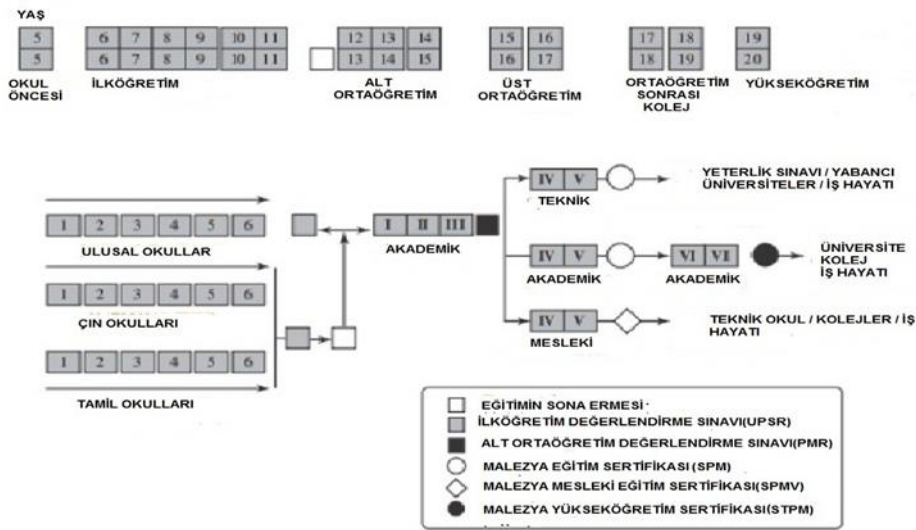 YAŞ
5 6 7 8 9 10 11 12 13 14 15 16 17 18 19
5 6 7 8 9 10 11 13 14 15 16 17 18 19 20
OKUL ÖNCESİ
İLKÖĞRETİM
ALT ORTAÖĞRETİM
ÜST ORTAÖĞRETİM
ORTAÖĞRETİM SONRASI KOLEJ
YÜKSEKÖĞRETİM
1 2 3 4 5 6
ULUSAL OKULLAR
1 2 3 4 5 6
ÇIN OKULLARI
1 2 3 4 5 6
TAMİL OKULLARI
I II III
AKADEMİK
IV V
TEKNİK
YETERLİK SINAVI / YABANCI
ÜNİVERSİTELER / İŞ HAYATI
IV V
AKADEMİK
VI VII
AKADEMİK
ÜNİVERSİTE
KOLEJ
İŞ HAYATI
IV V
MESLEKİ
TEKNİK OKUL / KOLEJLER / İŞ
HAYATI
EĞİTİMİN SONA ERMESİ
İLKÖĞRETİM DEĞERLENDİRME SINAVI(UPSR)
ALT ORTAÖĞRETİM DEĞERLENDİRME SINAVI(PMR)
MALEZYA EĞİTİM SERTİFİKASI (SPM)
MALEZYA MESLEKİ EĞİTİM SERTİFİKASI(SPMV)
MALEZYA YÜKSEKÖĞRETİM SERTİFİKASI(STPM)